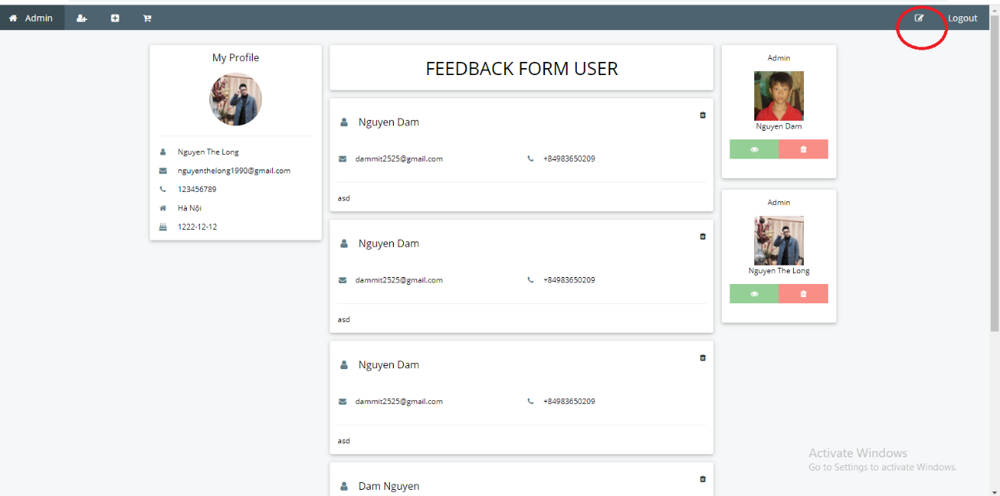 Admin
Logout
My Profile
Nguyen The Long
nguyenthelong1990@gmail.com
123456789
Hà Nội
1222-12-12
FEEDBACK FORM USER
Nguyen Dam
dammit2525@gmail.com +84983650209
asd
Nguyen Dam
dammit2525@gmail.com +84983650209
asd
Nguyen Dam
dammit2525@gmail.com +84983650209
asd
Dam Nguyen
Admin
Nguyen Dam
Admin
Nguyen The Long
Activate Windows
Go to Settings to activate Windows.